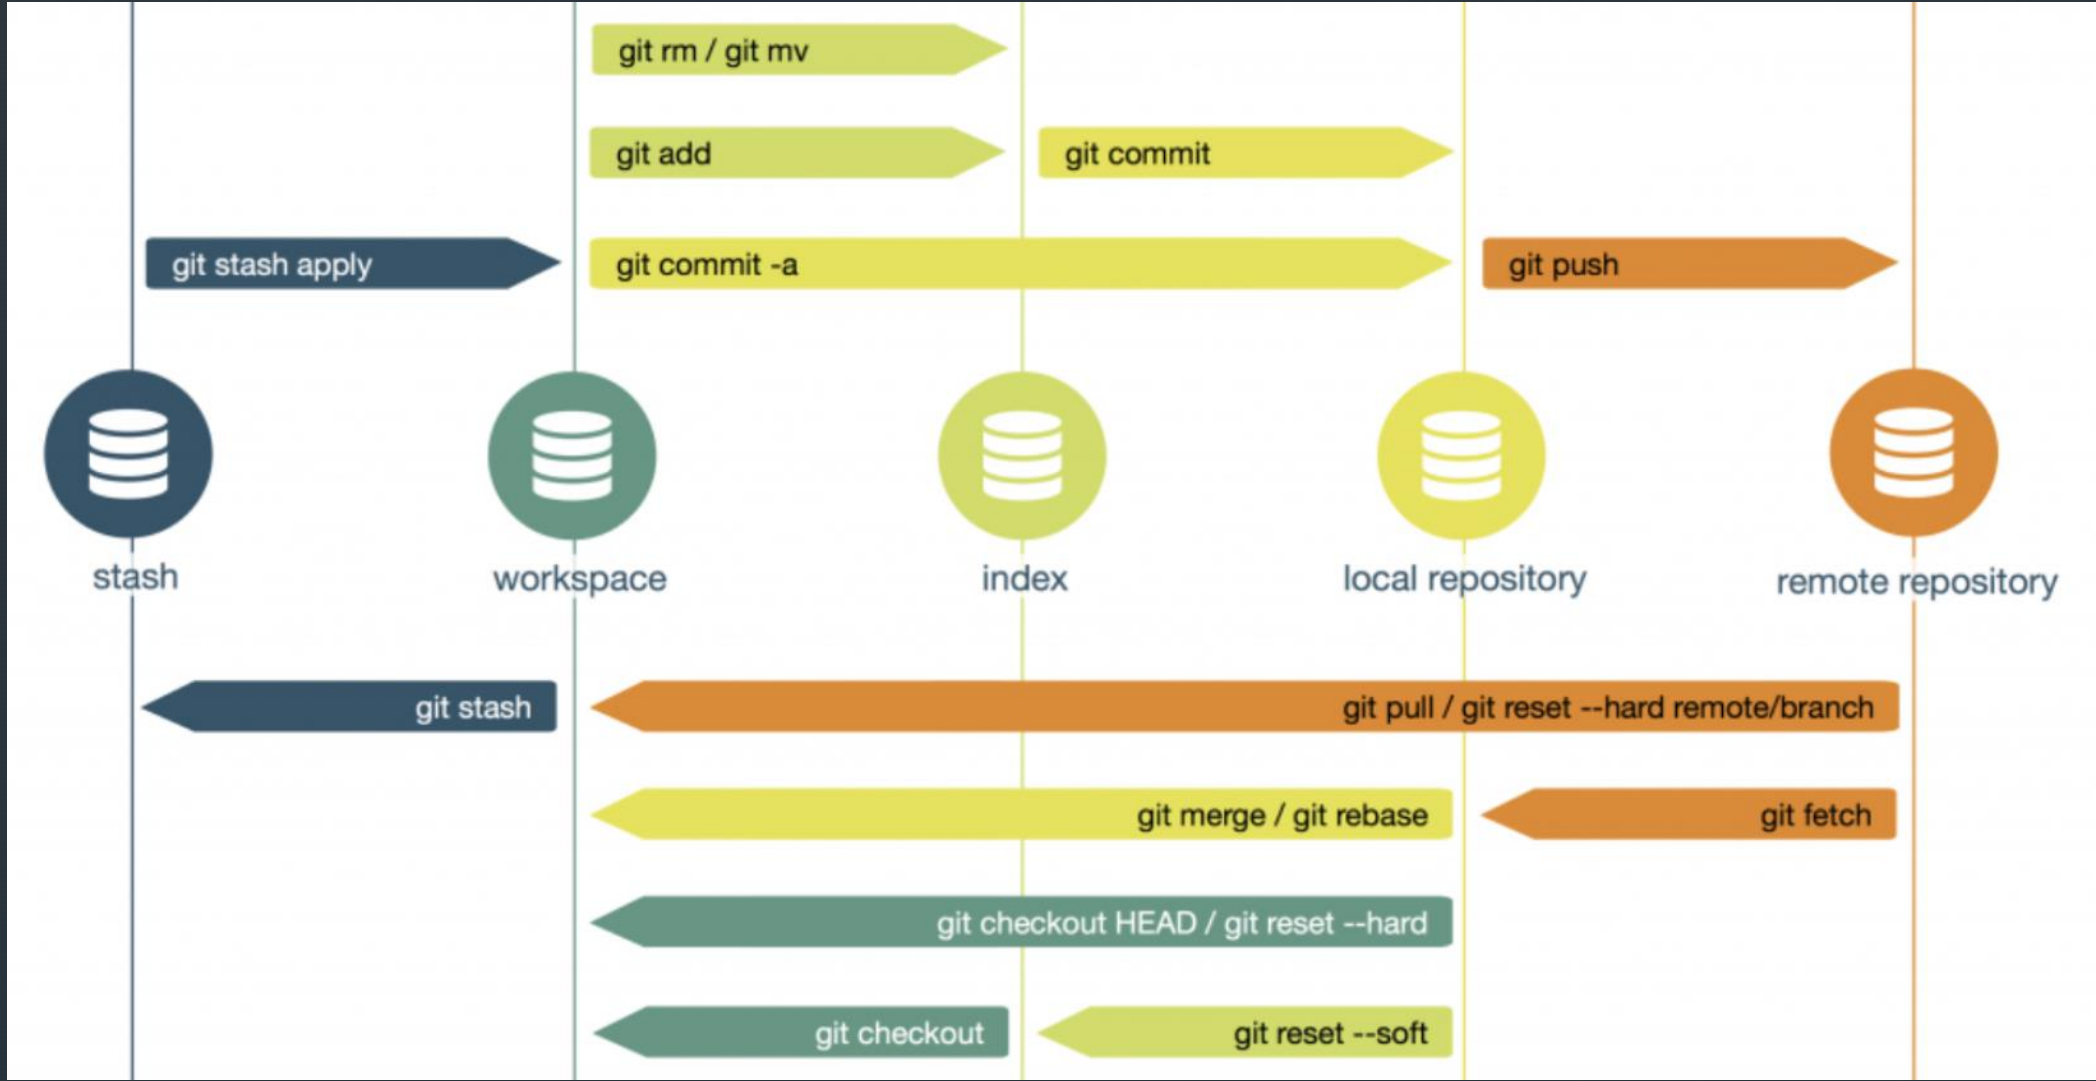 git rm / git mv
git add
git commit
git stash apply
git commit -a
git push
stash
workspace
index
local repository
remote repository
git stash
git pull / git reset --hard remote/branch
git merge / git rebase
git fetch
git checkout HEAD / git reset --hard
git checkout
git reset --soft